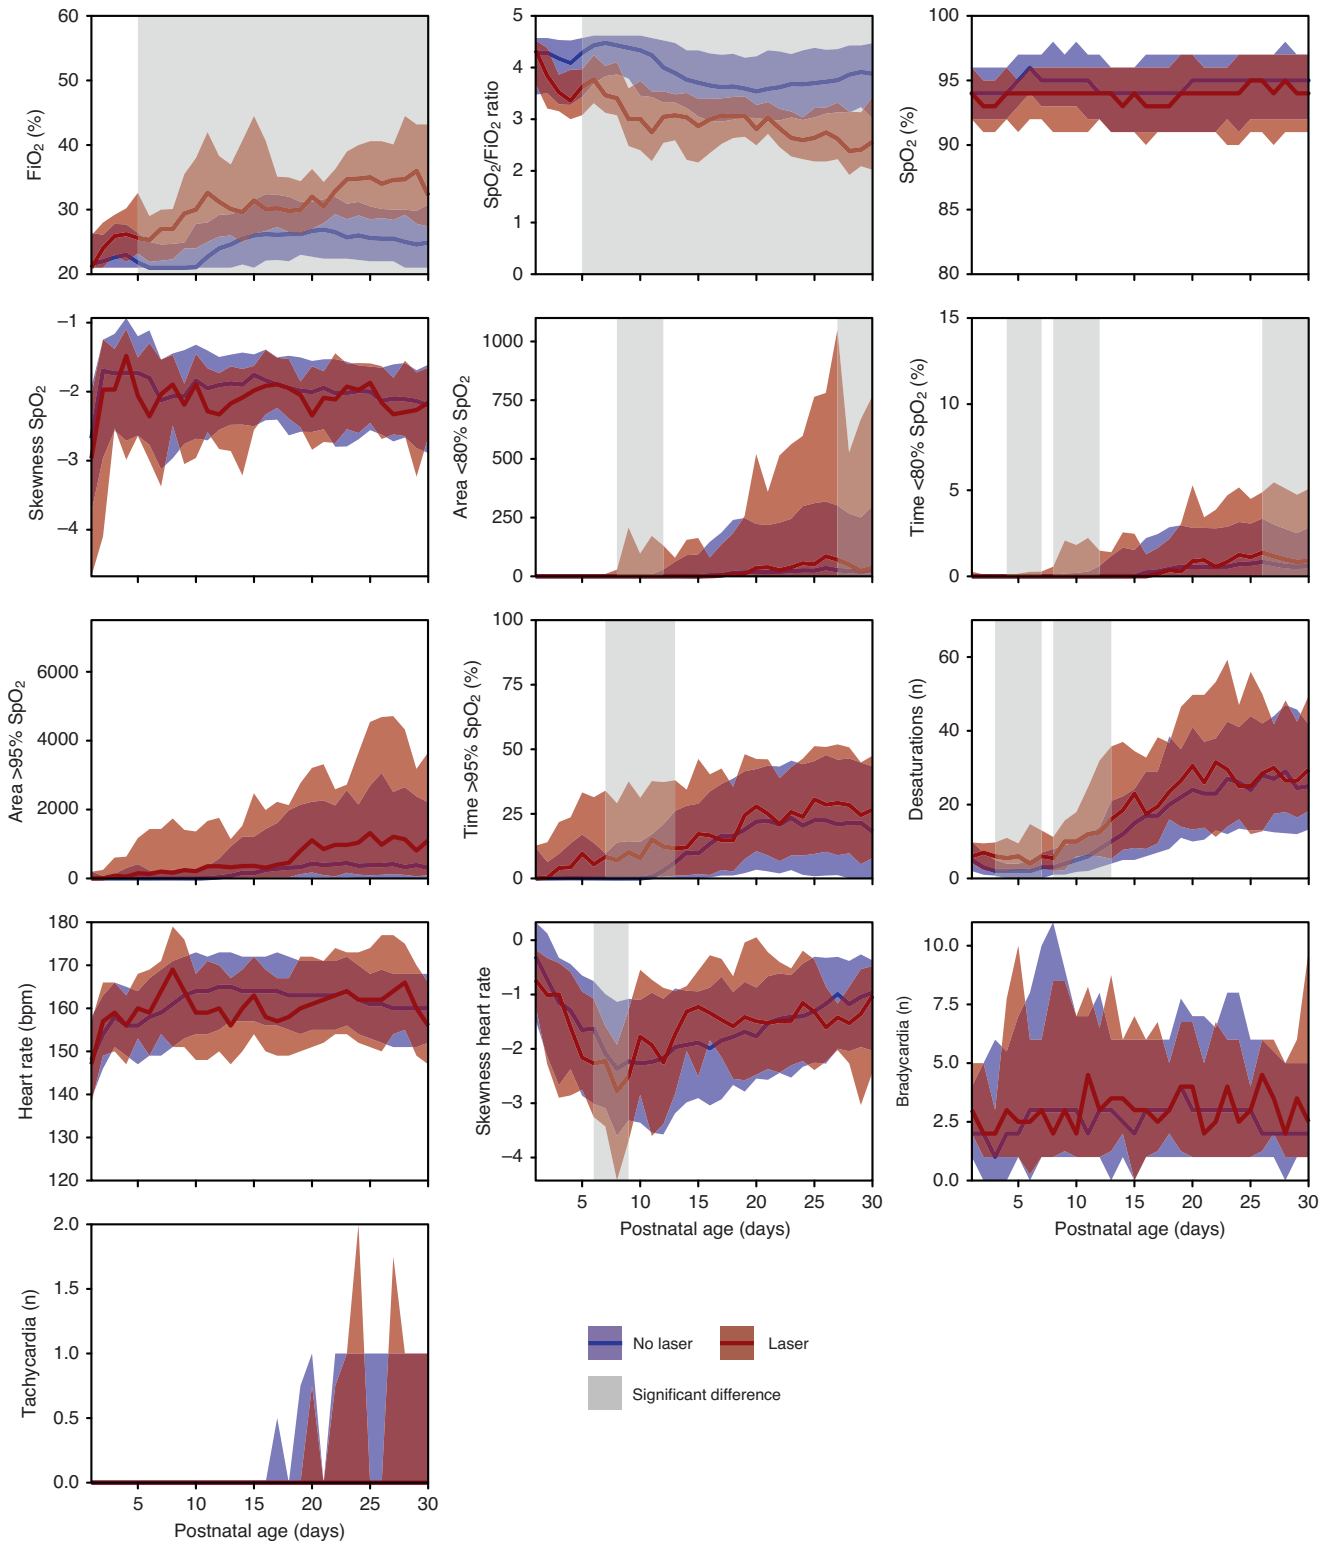 FiO₂ (%)
60
50
40
30
20
SpO₂/FiO₂ ratio
5
4
3
2
1
0
SpO₂ (%)
100
95
90
85
80
Skewness SpO₂
−1
−2
−3
−4
Area <80% SpO₂
1000
750
500
250
0
Time <80% SpO₂ (%)
15
10
5
0
Area >95% SpO₂
6000
4000
2000
0
Time >95% SpO₂ (%)
100
75
50
25
0
Desaturations (n)
60
40
20
0
Heart rate (bpm)
180
170
160
150
140
130
120
Skewness heart rate
0
−1
−2
−3
−4
5 10 15 20 25 30
Postnatal age (days)
Bradycardia (n)
10.0
7.5
5.0
2.5
0.0
5 10 15 20 25 30
Postnatal age (days)
Tachycardia (n)
2.0
1.5
1.0
0.5
0.0
5 10 15 20 25 30
Postnatal age (days)
No laser
Laser
Significant difference